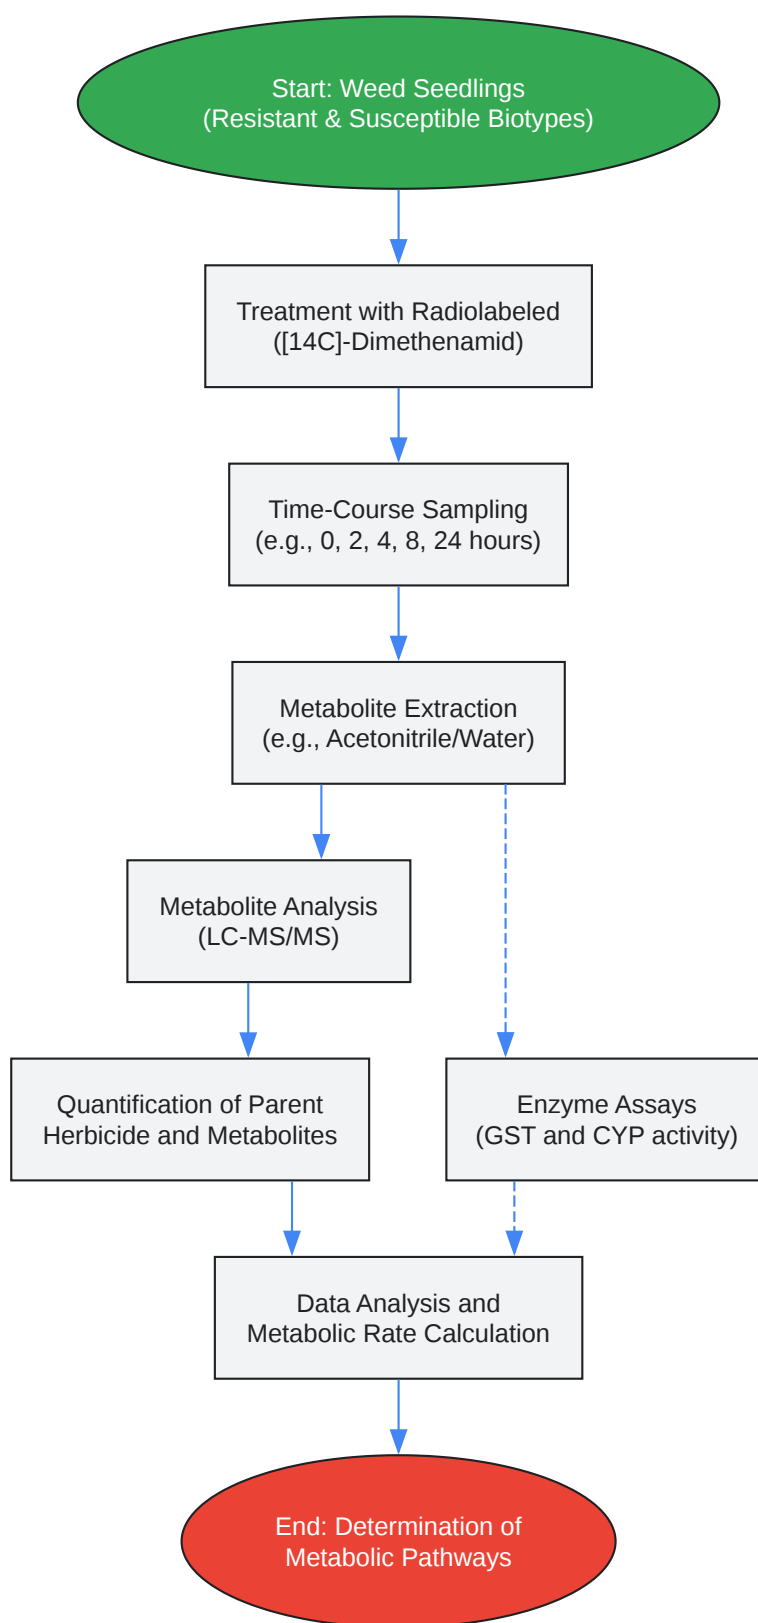 Start: Weed Seedlings
(Resistant & Susceptible Biotypes)
Treatment with Radiolabeled
([14C]-Dimethenamid)
Time-Course Sampling
(e.g., 0, 2, 4, 8, 24 hours)
Metabolite Extraction
(e.g., Acetonitrile/Water)
Metabolite Analysis
(LC-MS/MS)
Quantification of Parent
Herbicide and Metabolites
Enzyme Assays
(GST and CYP activity)
Data Analysis and
Metabolic Rate Calculation
End: Determination of
Metabolic Pathways